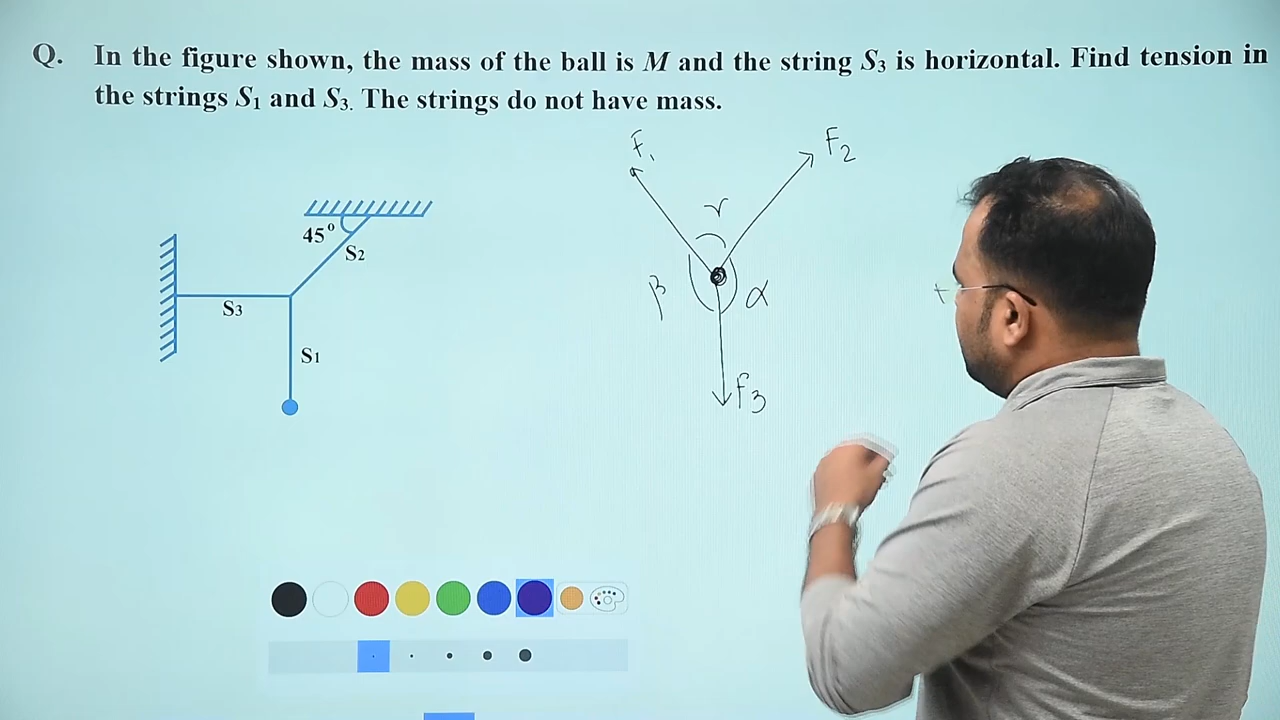 Q. In the figure shown, the mass of the ball is M and the string S3 is horizontal. Find tension in
the strings S1 and S3. The strings do not have mass.
F1
F2
γ
45°
S2
β
α
S3
S1
F3